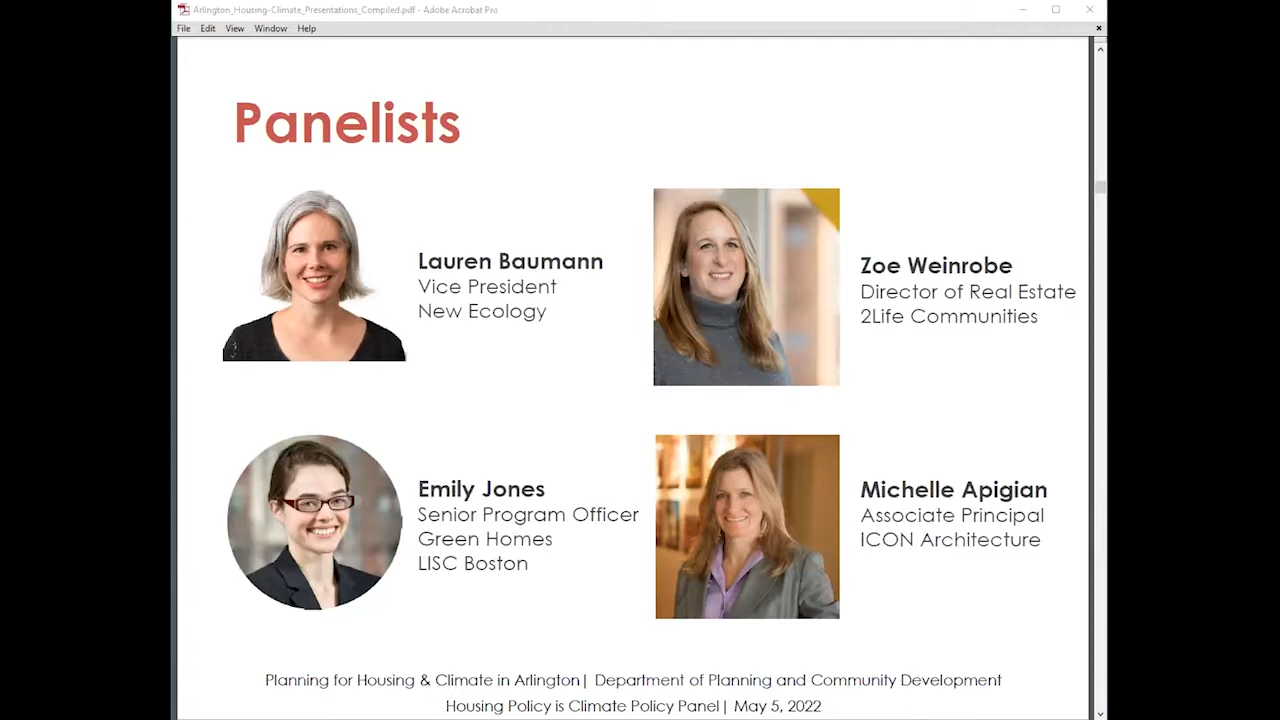 Arlington_Housing-Climate_Presentations_Compiled.pdf - Adobe Acrobat Pro
File Edit View Window Help
Panelists
Lauren Baumann
Vice President
New Ecology
Zoe Weinrobe
Director of Real Estate
2Life Communities
Emily Jones
Senior Program Officer
Green Homes
LISC Boston
Michelle Apigian
Associate Principal
ICON Architecture
Planning for Housing & Climate in Arlington| Department of Planning and Community Development
Housing Policy is Climate Policy Panel| May 5, 2022